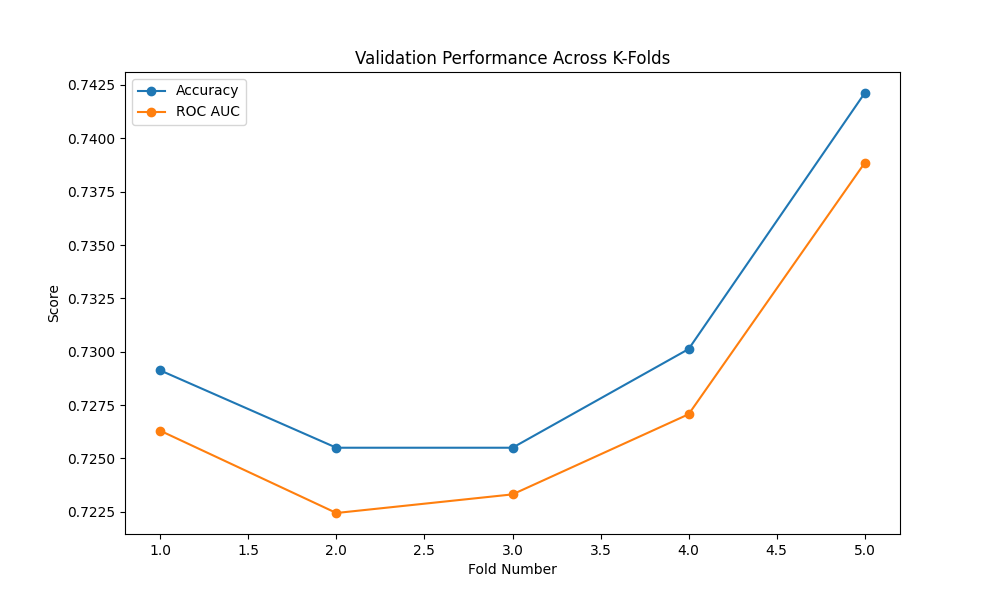 Validation Performance Across K-Folds
Accuracy
ROC AUC
0.7425
0.7400
0.7375
0.7350
0.7325
0.7300
0.7275
0.7250
0.7225
Score
1.0 1.5 2.0 2.5 3.0 3.5 4.0 4.5 5.0
Fold Number